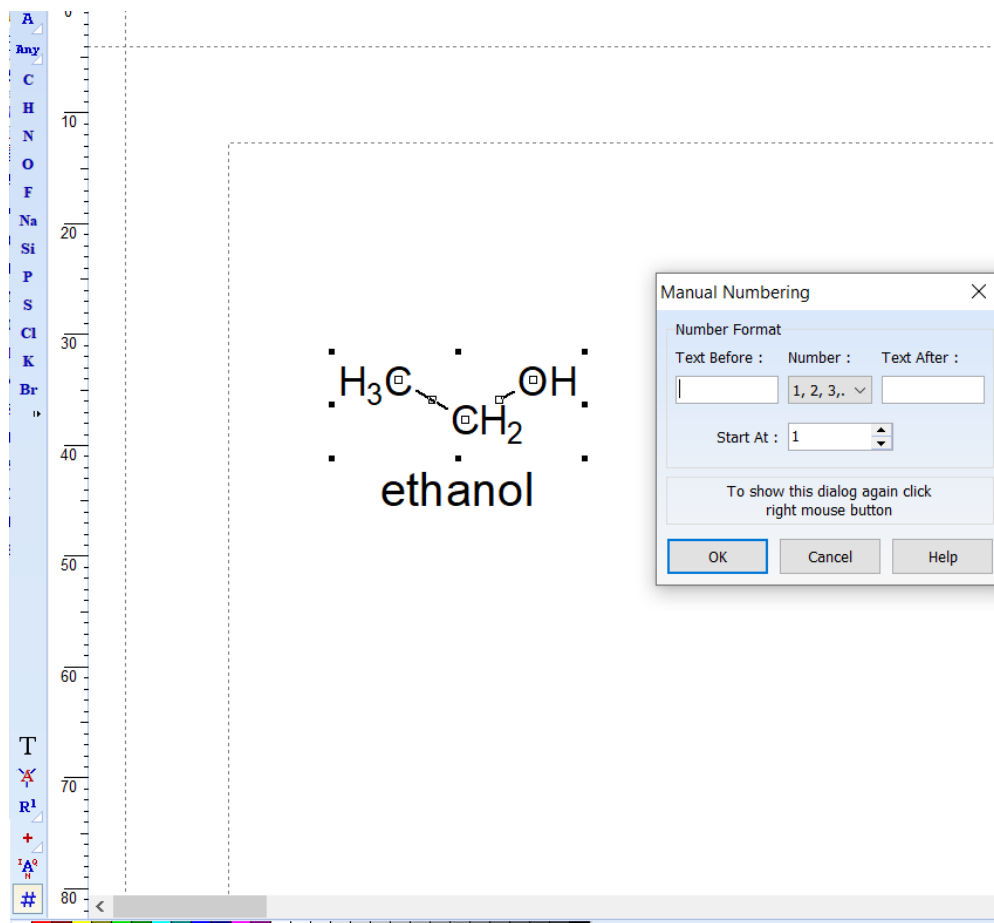 A
Any
C
H
N
O
F
Na
Si
P
S
Cl
K
Br
T
A
R1
+
I A Q N
#
0
10
20
30
40
50
60
70
80
H3C OH
CH2
ethanol
Manual Numbering
Number Format
Text Before : Number : Text After :
1, 2, 3,.
Start At : 1
To show this dialog again click
right mouse button
OK Cancel Help